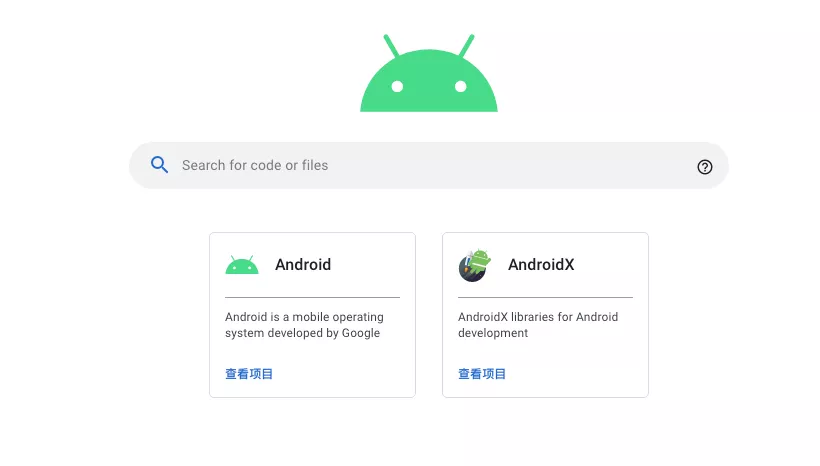 Search for code or files
Android
Android is a mobile operating
system developed by Google
查看项目
AndroidX
AndroidX libraries for Android
development
查看项目